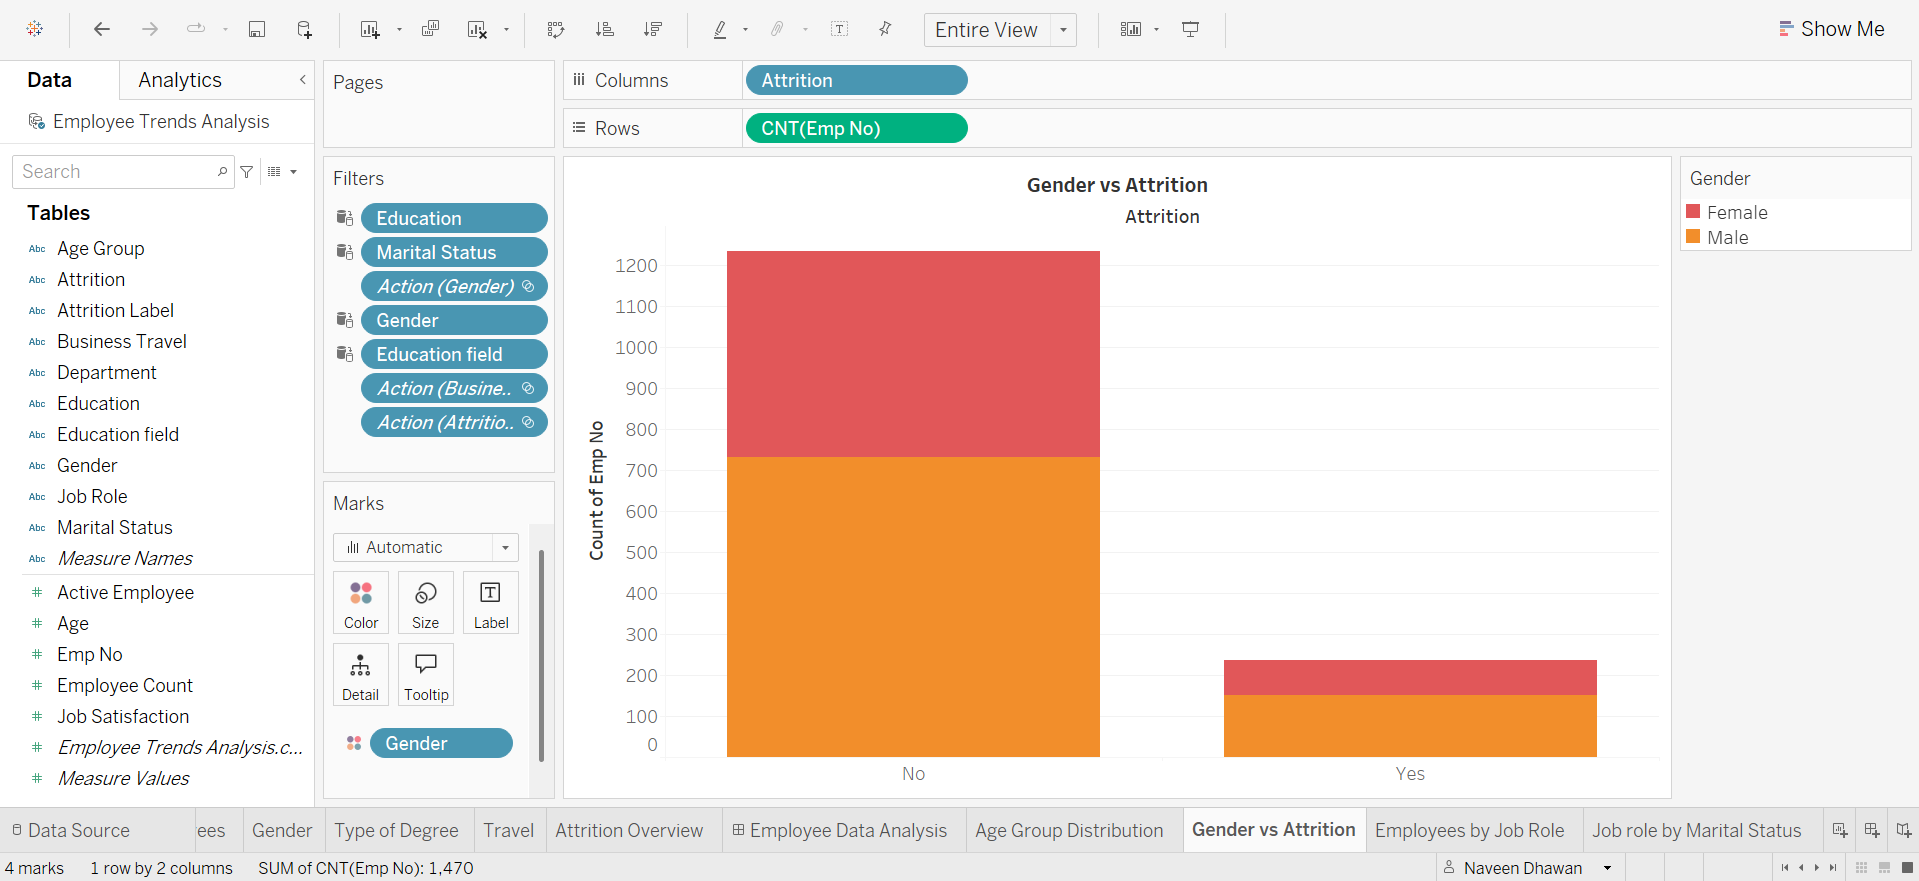 Entire View
Show Me
Data
Analytics
Employee Trends Analysis
Search
Tables
Abc Age Group
Abc Attrition
Abc Attrition Label
Abc Business Travel
Abc Department
Abc Education
Abc Education field
Abc Gender
Abc Job Role
Abc Marital Status
Abc Measure Names
# Active Employee
# Age
# Emp No
# Employee Count
# Job Satisfaction
# Employee Trends Analysis.c...
# Measure Values
Pages
Filters
Education
Marital Status
Action (Gender)
Gender
Education field
Action (Busine..
Action (Attritio..
Marks
Automatic
Color
Size
T
Label
Detail
Tooltip
Gender
Columns
Attrition
Rows
CNT(Emp No)
Gender vs Attrition
Attrition
Count of Emp No
1200
1100
1000
900
800
700
600
500
400
300
200
100
0
No
Yes
Gender
Female
Male
Data Source
ees
Gender
Type of Degree
Travel
Attrition Overview
Employee Data Analysis
Age Group Distribution
Gender vs Attrition
Employees by Job Role
Job role by Marital Status
4 marks
1 row by 2 columns
SUM of CNT(Emp No): 1,470
Naveen Dhawan